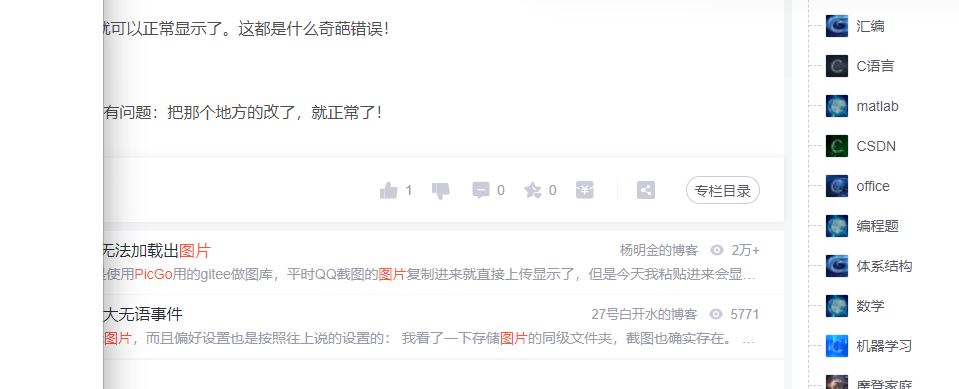 就可以正常显示了。这都是什么奇葩错误！
有问题：把那个地方的改了，就正常了！
1 0 0 专栏目录
无法加载出图片 杨明金的博客 2万+
是使用PicGo用的gitee做图库，平时QQ截图的图片复制进来就直接上传显示了，但是今天我粘贴进来会显…
大无语事件 27号白开水的博客 5771
图片，而且偏好设置也是按照往上说的设置的： 我看了一下存储图片的同级文件夹，截图也确实存在。 …
汇编
C语言
matlab
CSDN
office
编程题
体系结构
数学
机器学习
摩登家庭